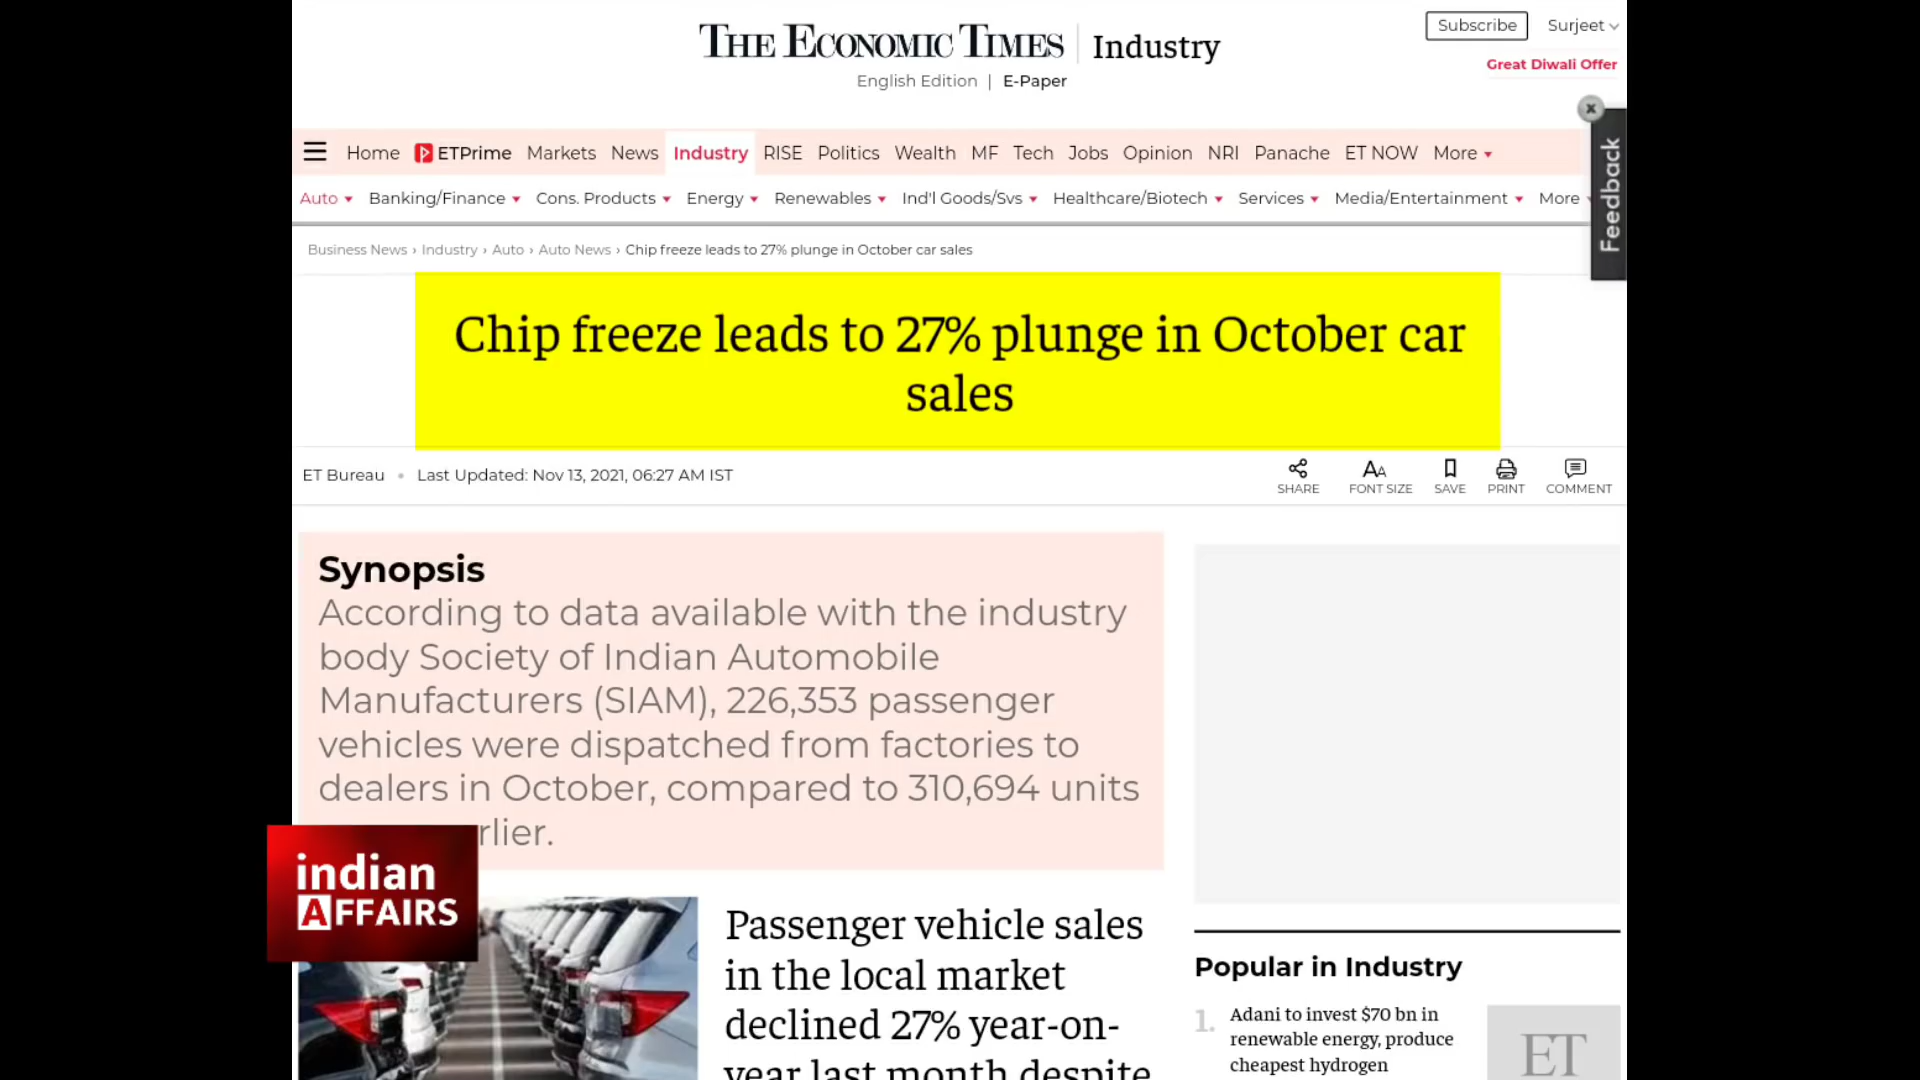 THE ECONOMIC TIMES | Industry
Subscribe
Surjeet
English Edition | E-Paper
Great Diwali Offer
Feedback
Home ETPrime Markets News Industry RISE Politics Wealth MF Tech Jobs Opinion NRI Panache ET NOW More
Auto Banking/Finance Cons. Products Energy Renewables Ind'l Goods/Svs Healthcare/Biotech Services Media/Entertainment More
Business News › Industry › Auto › Auto News › Chip freeze leads to 27% plunge in October car sales
Chip freeze leads to 27% plunge in October car
sales
ET Bureau • Last Updated: Nov 13, 2021, 06:27 AM IST
SHARE FONT SIZE SAVE PRINT COMMENT
Synopsis
According to data available with the industry
body Society of Indian Automobile
Manufacturers (SIAM), 226,353 passenger
vehicles were dispatched from factories to
dealers in October, compared to 310,694 units
rlier.
indian
AFFAIRS
Passenger vehicle sales
in the local market
declined 27% year-on-
year last month despite
Popular in Industry
1. Adani to invest $70 bn in
renewable energy, produce
cheapest hydrogen
ET